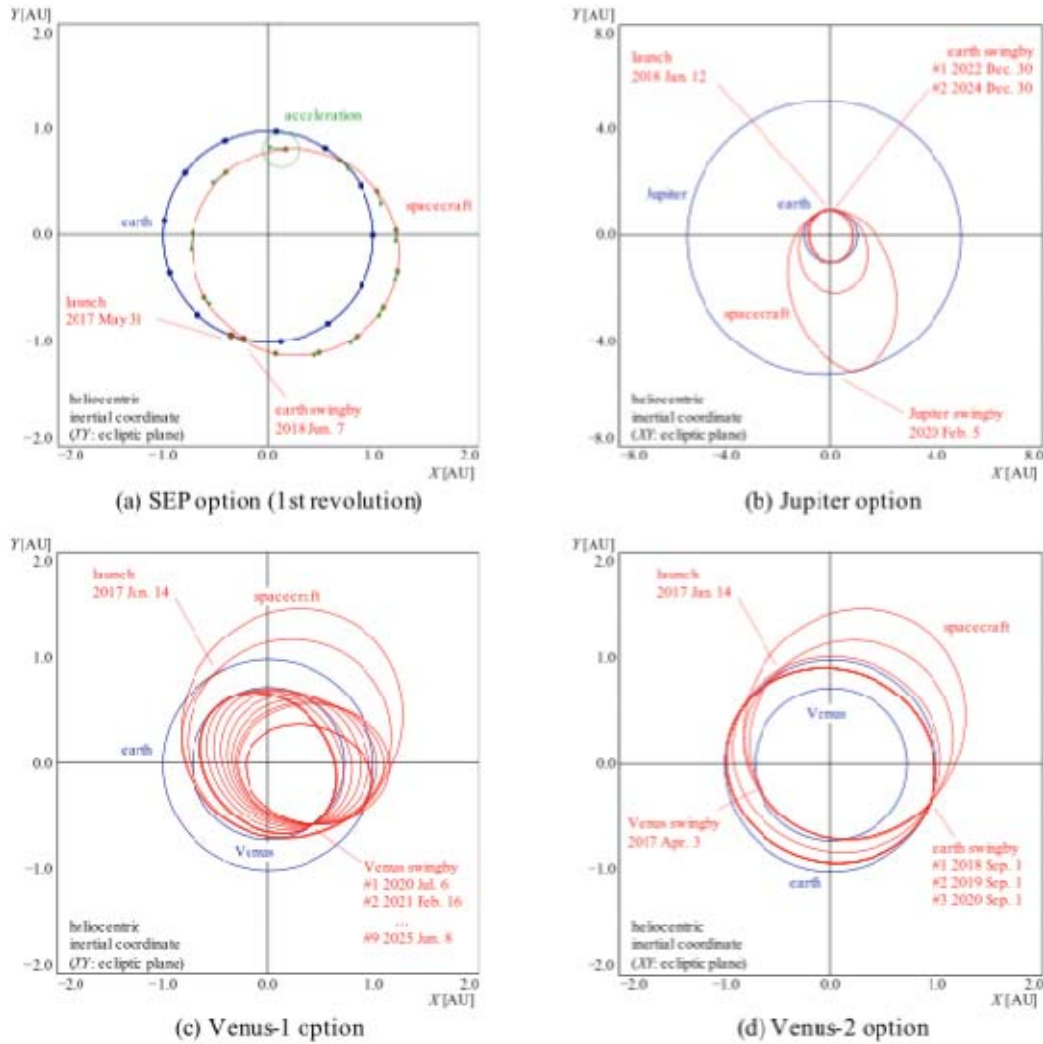 Y [AU]
2.0
acceleration
1.0
spacecraft
earth
0.0
launch
2017 May 31
−1.0
earth swingby
2018 Jun. 7
heliocentric
inertial coordinate
(XY: ecliptic plane)
−2.0
−2.0 −1.0 0.0 1.0 2.0
X [AU]
(a) SEP option (1st revolution)
Y [AU]
8.0
launch
2018 Jan. 12
earth swingby
#1 2022 Dec. 30
#2 2024 Dec. 30
4.0
Jupiter
earth
0.0
spacecraft
−4.0
Jupiter swingby
2020 Feb. 5
heliocentric
inertial coordinate
(XY: ecliptic plane)
−8.0
−8.0 −4.0 0.0 4.0 8.0
X [AU]
(b) Jupiter option
Y [AU]
2.0
launch
2017 Jan. 14
spacecraft
1.0
earth
0.0
Venus
Venus swingby
#1 2020 Jul. 6
#2 2021 Feb. 16
...
#9 2025 Jun. 8
−1.0
heliocentric
inertial coordinate
(XY: ecliptic plane)
−2.0
−2.0 −1.0 0.0 1.0 2.0
X [AU]
(c) Venus-1 option
Y [AU]
2.0
launch
2017 Jan. 14
spacecraft
1.0
Venus
0.0
Venus swingby
2017 Apr. 3
earth swingby
#1 2018 Sep. 1
#2 2019 Sep. 1
#3 2020 Sep. 1
−1.0
earth
heliocentric
inertial coordinate
(XY: ecliptic plane)
−2.0
−2.0 −1.0 0.0 1.0 2.0
X [AU]
(d) Venus-2 option